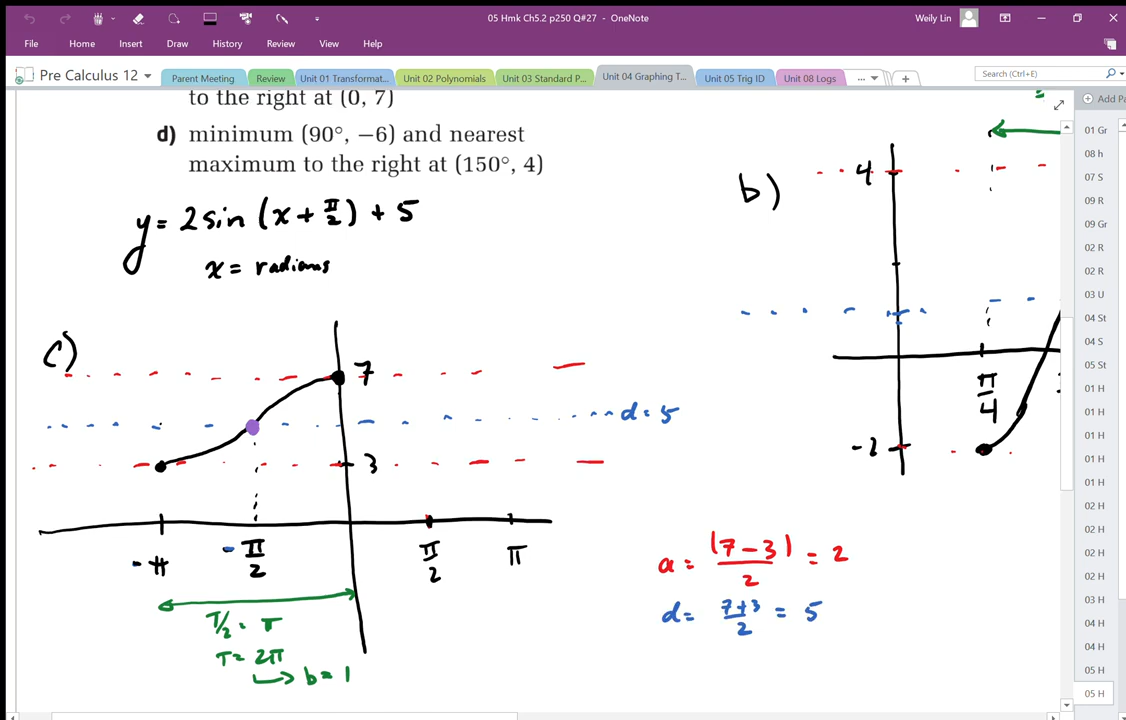 05 Hmk Ch5.2 p250 Q#27 - OneNote
Weily Lin
File Home Insert Draw History Review View Help
Pre Calculus 12
Parent Meeting Review Unit 01 Transformat... Unit 02 Polynomials Unit 03 Standard P... Unit 04 Graphing T... Unit 05 Trig ID Unit 08 Logs ... +
Search (Ctrl+E)
Add Pa
to the right at (0, 7)
d) minimum (90°, −6) and nearest
maximum to the right at (150°, 4)
y = 2 sin (x + π/2) + 5
x = radians
c)
7
d = 5
3
-π
-π/2
π/2
π
T/2 = π
T = 2π
→ b = 1
b)
4
π/4
-2
a = (7 - 3)/2 = 2
d = 7+3/2 = 5
01 Gr
08 h
07 S
09 R
09 Gr
02 R
02 R
03 U
04 St
04 S
05 St
01 H
01 H
01 H
01 H
01 H
02 H
02 H
02 H
02 H
03 H
04 H
04 H
05 H
05 H